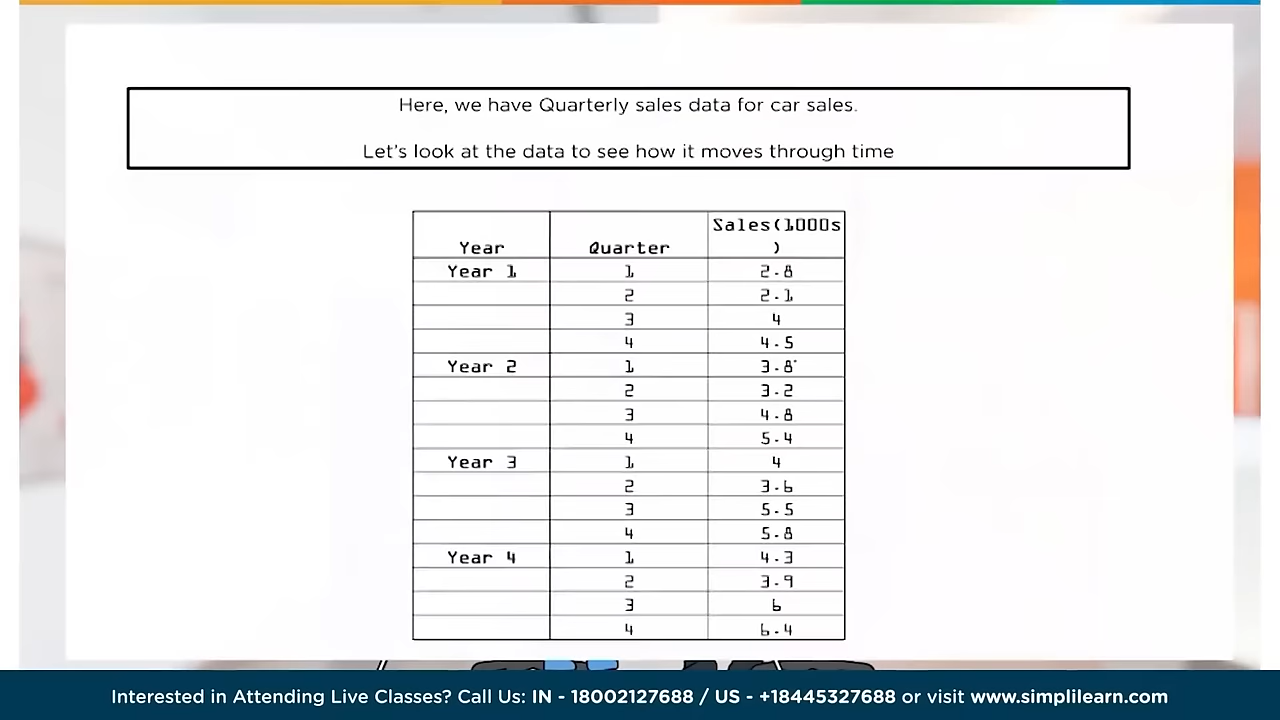 Here, we have Quarterly sales data for car sales.
Let's look at the data to see how it moves through time
Year Quarter Sales(1000s)
Year 1 1 2.8
2 2.1
3 4
4 4.5
Year 2 1 3.8
2 3.2
3 4.8
4 5.4
Year 3 1 4
2 3.6
3 5.5
4 5.8
Year 4 1 4.3
2 3.9
3 6
4 6.4
Interested in Attending Live Classes? Call Us: IN - 18002127688 / US - +18445327688 or visit www.simplilearn.com